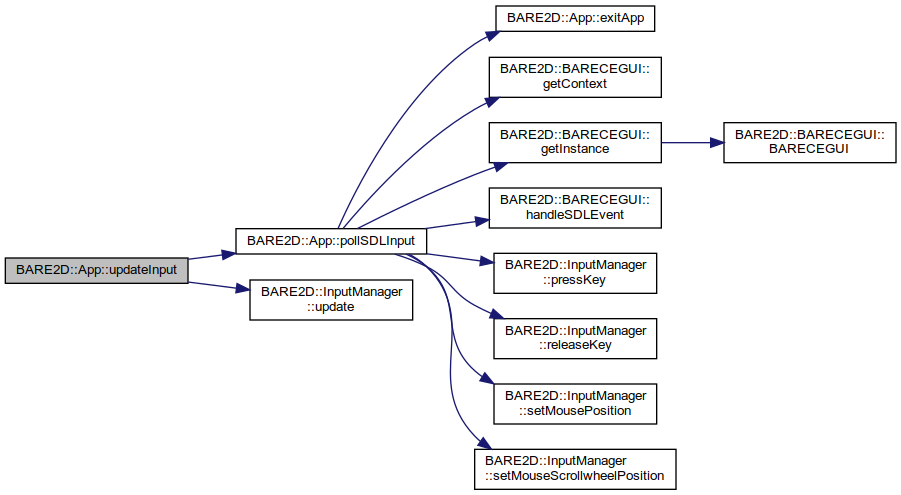 BARE2D::App::exitApp
BARE2D::BARECEGUI::
getContext
BARE2D::BARECEGUI::
getInstance
BARE2D::BARECEGUI::
BARECEGUI
BARE2D::BARECEGUI::
handleSDLEvent
BARE2D::App::pollSDLInput
BARE2D::App::updateInput
BARE2D::InputManager
::update
BARE2D::InputManager
::pressKey
BARE2D::InputManager
::releaseKey
BARE2D::InputManager
::setMousePosition
BARE2D::InputManager
::setMouseScrollwheelPosition